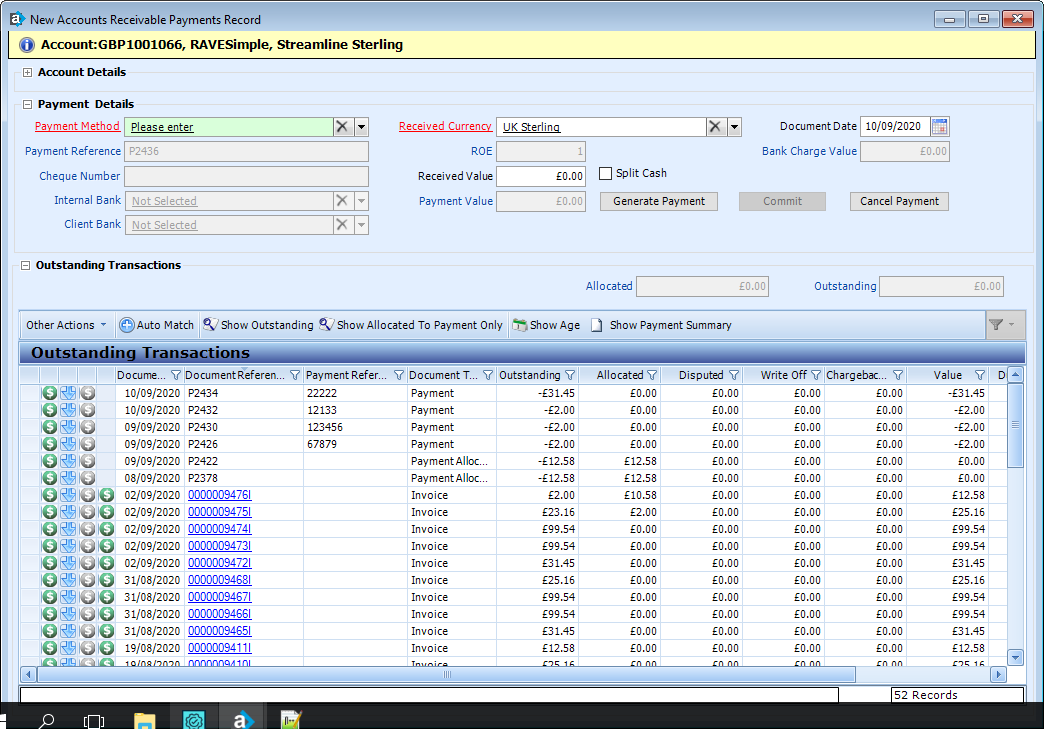 New Accounts Receivable Payments Record
Account:GBP1001066, RAVESimple, Streamline Sterling
Account Details
Payment Details
Payment Method Please enter Received Currency UK Sterling Document Date 10/09/2020
Payment Reference P2436 ROE 1 Bank Charge Value £0.00
Cheque Number Received Value £0.00 Split Cash
Internal Bank Not Selected Payment Value £0.00 Generate Payment Commit Cancel Payment
Client Bank Not Selected
Outstanding Transactions
Allocated £0.00 Outstanding £0.00
Other Actions Auto Match Show Outstanding Show Allocated To Payment Only Show Age Show Payment Summary
Outstanding Transactions
Docume... DocumentReferen... Payment Refer... Document T... Outstanding Allocated Disputed Write Off Chargebac... Value D
10/09/2020 P2434 22222 Payment -£31.45 £0.00 £0.00 £0.00 £0.00 -£31.45
10/09/2020 P2432 12133 Payment -£2.00 £0.00 £0.00 £0.00 £0.00 -£2.00
09/09/2020 P2430 123456 Payment -£2.00 £0.00 £0.00 £0.00 £0.00 -£2.00
09/09/2020 P2426 67879 Payment -£2.00 £0.00 £0.00 £0.00 £0.00 -£2.00
09/09/2020 P2422 Payment Alloc... -£12.58 £12.58 £0.00 £0.00 £0.00 £0.00
08/09/2020 P2378 Payment Alloc... -£12.58 £12.58 £0.00 £0.00 £0.00 £0.00
02/09/2020 0000009476I Invoice £2.00 £10.58 £0.00 £0.00 £0.00 £12.58
02/09/2020 0000009475I Invoice £23.16 £2.00 £0.00 £0.00 £0.00 £25.16
02/09/2020 0000009474I Invoice £99.54 £0.00 £0.00 £0.00 £0.00 £99.54
02/09/2020 0000009473I Invoice £99.54 £0.00 £0.00 £0.00 £0.00 £99.54
02/09/2020 0000009472I Invoice £31.45 £0.00 £0.00 £0.00 £0.00 £31.45
31/08/2020 0000009468I Invoice £25.16 £0.00 £0.00 £0.00 £0.00 £25.16
31/08/2020 0000009467I Invoice £99.54 £0.00 £0.00 £0.00 £0.00 £99.54
31/08/2020 0000009466I Invoice £99.54 £0.00 £0.00 £0.00 £0.00 £99.54
31/08/2020 0000009465I Invoice £31.45 £0.00 £0.00 £0.00 £0.00 £31.45
19/08/2020 0000009411I Invoice £12.58 £0.00 £0.00 £0.00 £0.00 £12.58
19/08/2020 0000009410I Invoice £25.16 £0.00 £0.00 £0.00 £0.00 £25.16
52 Records